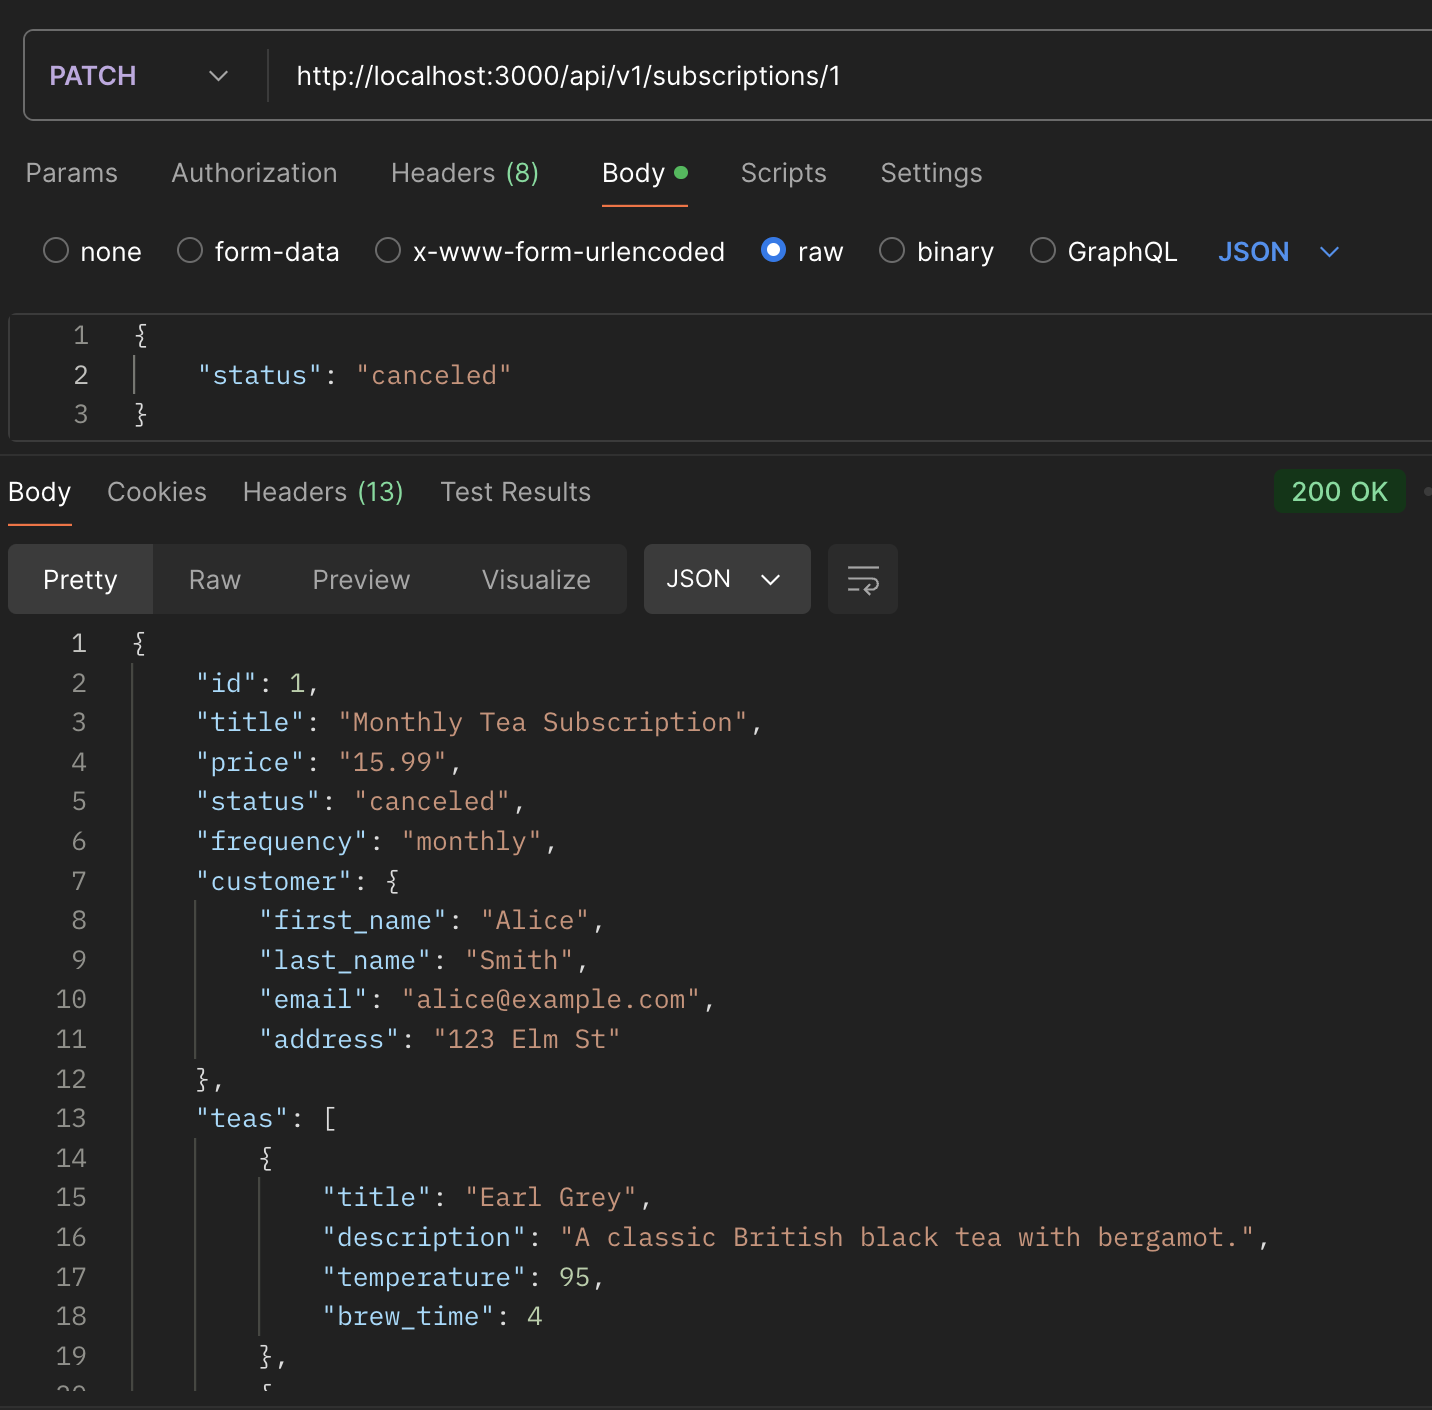 PATCH http://localhost:3000/api/v1/subscriptions/1
Params Authorization Headers (8) Body Scripts Settings
none form-data x-www-form-urlencoded raw binary GraphQL JSON
1 {
2 "status": "canceled"
3 }
Body Cookies Headers (13) Test Results 200 OK
Pretty Raw Preview Visualize JSON
1 {
2 "id": 1,
3 "title": "Monthly Tea Subscription",
4 "price": "15.99",
5 "status": "canceled",
6 "frequency": "monthly",
7 "customer": {
8 "first_name": "Alice",
9 "last_name": "Smith",
10 "email": "alice@example.com",
11 "address": "123 Elm St"
12 },
13 "teas": [
14 {
15 "title": "Earl Grey",
16 "description": "A classic British black tea with bergamot.",
17 "temperature": 95,
18 "brew_time": 4
19 },